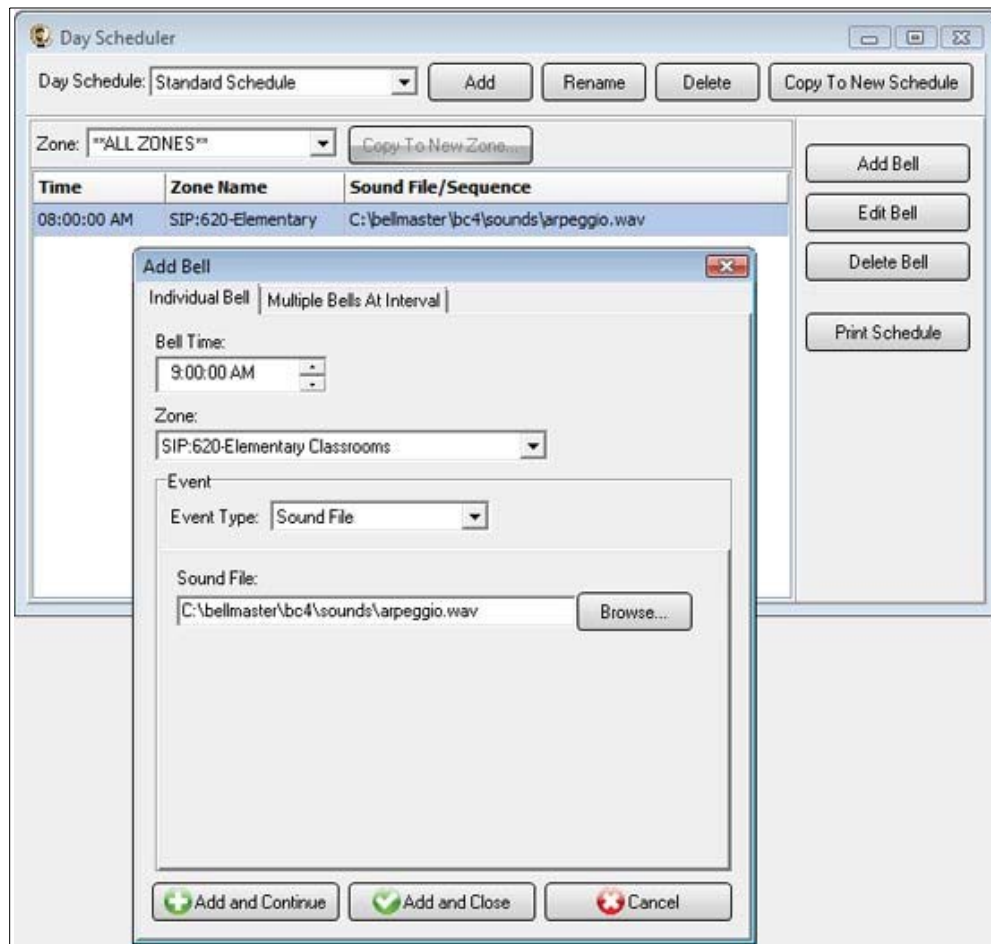 Day Scheduler
Day Schedule: Standard Schedule Add Rename Delete Copy To New Schedule
Zone: **ALL ZONES** Copy To New Zone...
Time Zone Name Sound File/Sequence
08:00:00 AM SIP:620-Elementary C:\bellmaster\bc4\sounds\arpeggio.wav
Add Bell
Edit Bell
Delete Bell
Print Schedule
Add Bell
Individual Bell Multiple Bells At Interval
Bell Time:
9:00:00 AM
Zone:
SIP:620-Elementary Classrooms
Event
Event Type: Sound File
Sound File:
C:\bellmaster\bc4\sounds\arpeggio.wav Browse...
Add and Continue Add and Close Cancel